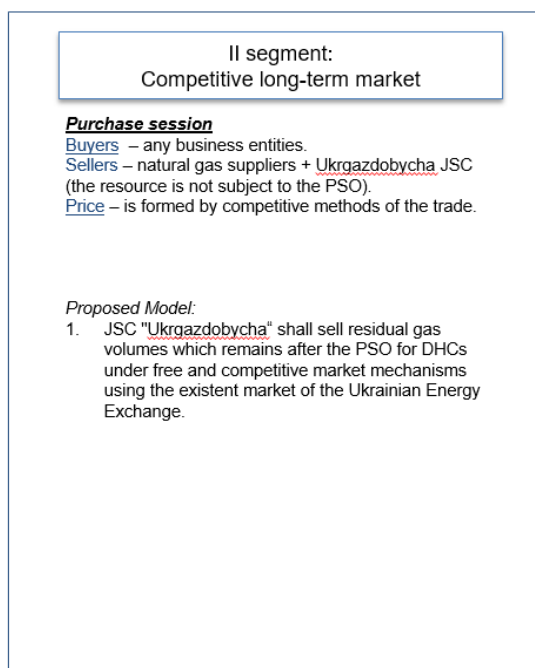 II segment:
Competitive long-term market
Purchase session
Buyers – any business entities.
Sellers – natural gas suppliers + Ukrgazdobycha JSC
(the resource is not subject to the PSO).
Price – is formed by competitive methods of the trade.
Proposed Model:
1. JSC "Ukrgazdobycha“ shall sell residual gas
volumes which remains after the PSO for DHCs
under free and competitive market mechanisms
using the existent market of the Ukrainian Energy
Exchange.